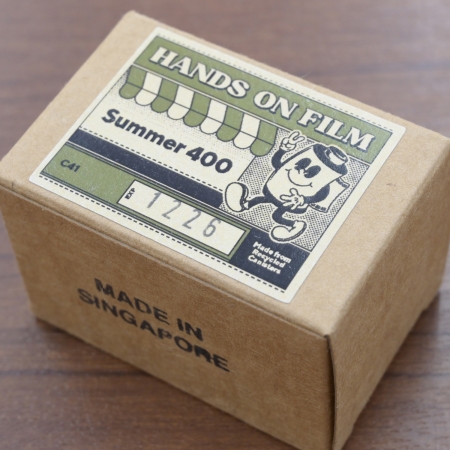 HANDS ON FILM
Summer 400
C41
EXP
1226
Made from
Recycled
Canisters
MADE IN
SINGAPORE